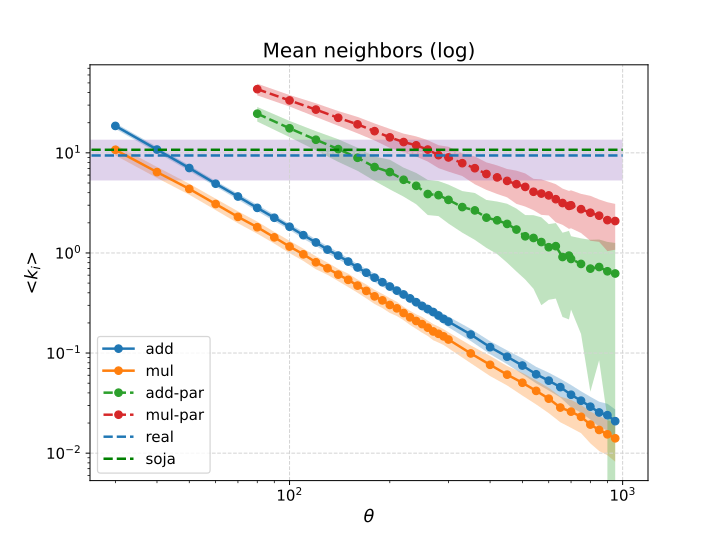 Mean neighbors (log)
<k_i>
10^1
10^0
10^−1
10^−2
add
mul
add-par
mul-par
real
soja
10^2
10^3
θ